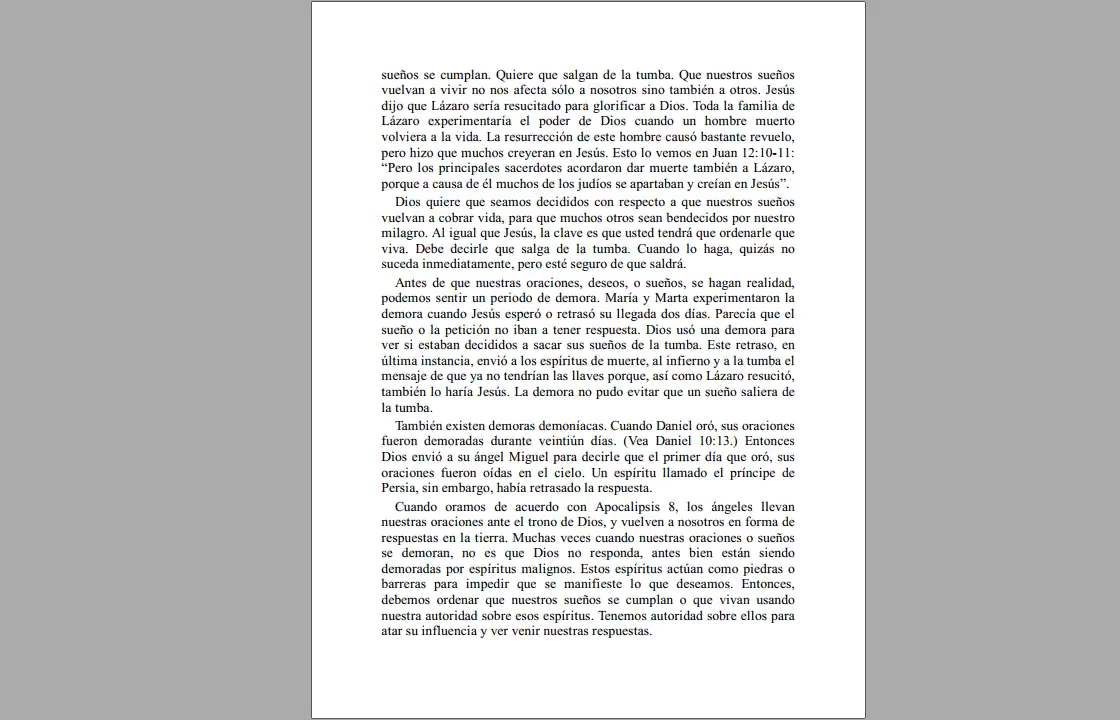 sueños se cumplan. Quiere que salgan de la tumba. Que nuestros sueños
vuelvan a vivir no nos afecta sólo a nosotros sino también a otros. Jesús
dijo que Lázaro sería resucitado para glorificar a Dios. Toda la familia de
Lázaro experimentaría el poder de Dios cuando un hombre muerto
volviera a la vida. La resurrección de este hombre causó bastante revuelo,
pero hizo que muchos creyeran en Jesús. Esto lo vemos en Juan 12:10-11:
“Pero los principales sacerdotes acordaron dar muerte también a Lázaro,
porque a causa de él muchos de los judíos se apartaban y creían en Jesús”.
Dios quiere que seamos decididos con respecto a que nuestros sueños
vuelvan a cobrar vida, para que muchos otros sean bendecidos por nuestro
milagro. Al igual que Jesús, la clave es que usted tendrá que ordenarle que
viva. Debe decirle que salga de la tumba. Cuando lo haga, quizás no
suceda inmediatamente, pero esté seguro de que saldrá.
Antes de que nuestras oraciones, deseos, o sueños, se hagan realidad,
podemos sentir un periodo de demora. María y Marta experimentaron la
demora cuando Jesús esperó o retrasó su llegada dos días. Parecía que el
sueño o la petición no iban a tener respuesta. Dios usó una demora para
ver si estaban decididos a sacar sus sueños de la tumba. Este retraso, en
última instancia, envió a los espíritus de muerte, al infierno y a la tumba el
mensaje de que ya no tendrían las llaves porque, así como Lázaro resucitó,
también lo haría Jesús. La demora no pudo evitar que un sueño saliera de
la tumba.
También existen demoras demoníacas. Cuando Daniel oró, sus oraciones
fueron demoradas durante veintiún días. (Vea Daniel 10:13.) Entonces
Dios envió a su ángel Miguel para decirle que el primer día que oró, sus
oraciones fueron oídas en el cielo. Un espíritu llamado el príncipe de
Persia, sin embargo, había retrasado la respuesta.
Cuando oramos de acuerdo con Apocalipsis 8, los ángeles llevan
nuestras oraciones ante el trono de Dios, y vuelven a nosotros en forma de
respuestas en la tierra. Muchas veces cuando nuestras oraciones o sueños
se demoran, no es que Dios no responda, antes bien están siendo
demoradas por espíritus malignos. Estos espíritus actúan como piedras o
barreras para impedir que se manifieste lo que deseamos. Entonces,
debemos ordenar que nuestros sueños se cumplan o que vivan usando
nuestra autoridad sobre esos espíritus. Tenemos autoridad sobre ellos para
atar su influencia y ver venir nuestras respuestas.